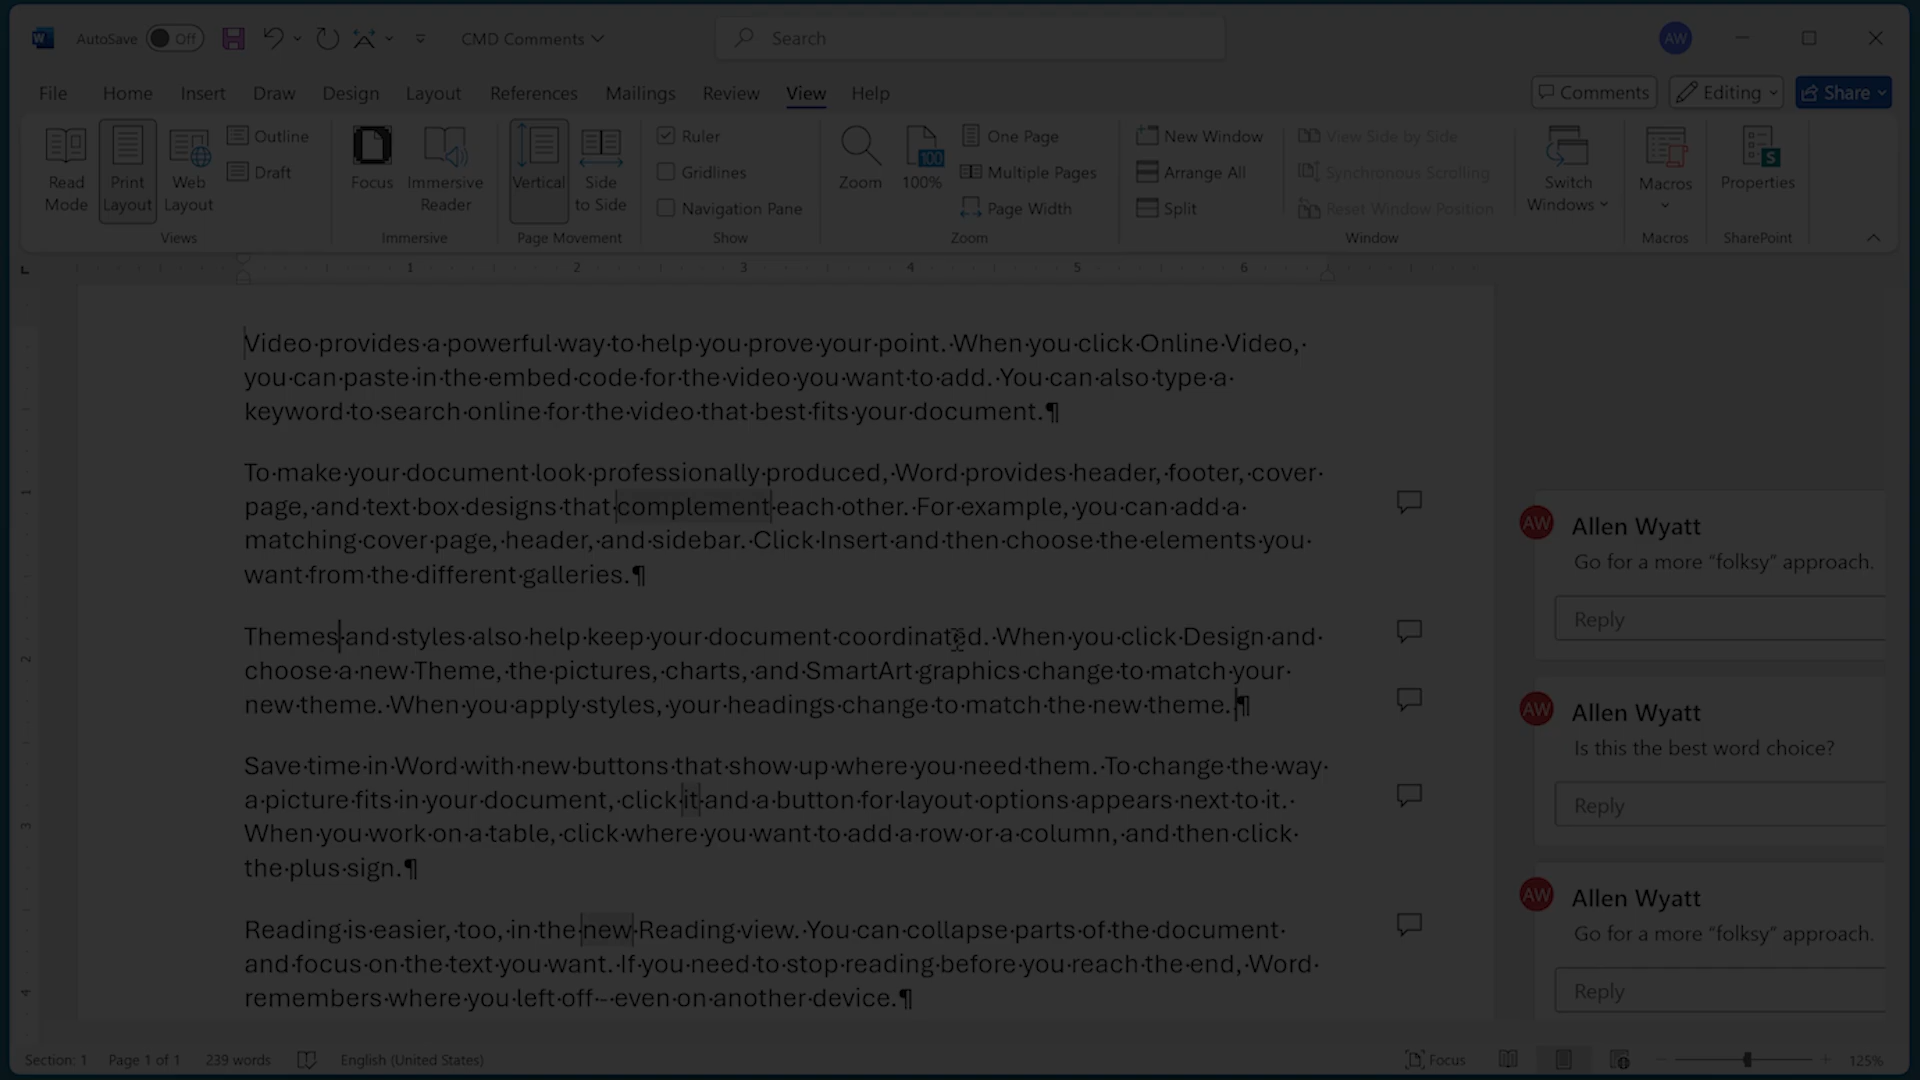 AutoSave Off CMD Comments Search AW
File Home Insert Draw Design Layout References Mailings Review View Help Comments Editing Share
Read Mode
Print Layout
Web Layout
Outline
Draft
Views
Focus
Immersive Reader
Immersive
Vertical
Side to Side
Page Movement
Ruler
Gridlines
Navigation Pane
Show
Zoom
100
100%
One Page
Multiple Pages
Page Width
Zoom
New Window
Arrange All
Split
View Side by Side
Synchronous Scrolling
Reset Window Position
Switch Windows
Window
Macros
Macros
Properties
SharePoint
1 2 3 4 5 6
Video·provides·a·powerful·way·to·help·you·prove·your·point.·When·you·click·Online·Video,·
you·can·paste·in·the·embed·code·for·the·video·you·want·to·add.·You·can·also·type·a·
keyword·to·search·online·for·the·video·that·best·fits·your·document.¶
To·make·your·document·look·professionally·produced,·Word·provides·header,·footer,·cover·
page,·and·text·box·designs·that·complement·each·other.·For·example,·you·can·add·a·
matching·cover·page,·header,·and·sidebar.·Click·Insert·and·then·choose·the·elements·you·
want·from·the·different·galleries.¶
Themes·and·styles·also·help·keep·your·document·coordinated.·When·you·click·Design·and·
choose·a·new·Theme,·the·pictures,·charts,·and·SmartArt·graphics·change·to·match·your·
new·theme.·When·you·apply·styles,·your·headings·change·to·match·the·new·theme.¶
Save·time·in·Word·with·new·buttons·that·show·up·where·you·need·them.·To·change·the·way·
a·picture·fits·in·your·document,·click·it·and·a·button·for·layout·options·appears·next·to·it.·
When·you·work·on·a·table,·click·where·you·want·to·add·a·row·or·a·column,·and·then·click·
the·plus·sign.¶
Reading·is·easier,·too,·in·the·new·Reading·view.·You·can·collapse·parts·of·the·document·
and·focus·on·the·text·you·want.·If·you·need·to·stop·reading·before·you·reach·the·end,·Word·
remembers·where·you·left·off·-·even·on·another·device.¶
1
2
3
4
AW Allen Wyatt
Go for a more “folksy” approach.
Reply
AW Allen Wyatt
Is this the best word choice?
Reply
AW Allen Wyatt
Go for a more “folksy” approach.
Reply
Section: 1 Page 1 of 1 239 words English (United States) Focus 125%